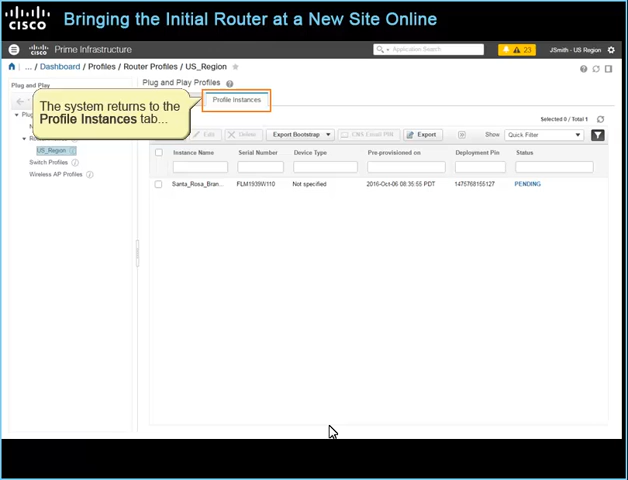 CISCO Bringing the Initial Router at a New Site Online
CISCO Prime Infrastructure Application Search 23 JSmith - US Region
... / Dashboard / Profiles / Router Profiles / US_Region
Plug and Play
Plug and Play Profiles
The system returns to the
Profile Instances tab...
Profile Instances
Selected 0 / Total 1
Edit Delete Export Bootstrap CNS Email PIN Export Show Quick Filter
US_Region
Switch Profiles
Wireless AP Profiles
Instance Name Serial Number Device Type Pre-provisioned on Deployment Pin Status
Santa_Rosa_Bran... FLM1939W110 Not specified 2016-Oct-06 08:35:55 PDT 1475768155127 PENDING